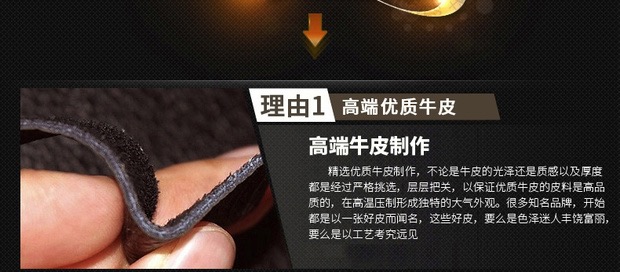 理由1 高端优质牛皮
高端牛皮制作
精选优质牛皮制作，不论是牛皮的光泽还是质感以及厚度
都是经过严格挑选，层层把关，以保证优质牛皮的皮料是高品
质的，在高温压制形成独特的大气外观。很多知名品牌，开始
都是以一张好皮而闻名，这些好皮，要么是色泽迷人丰饶富丽，
要么是以工艺考究远见